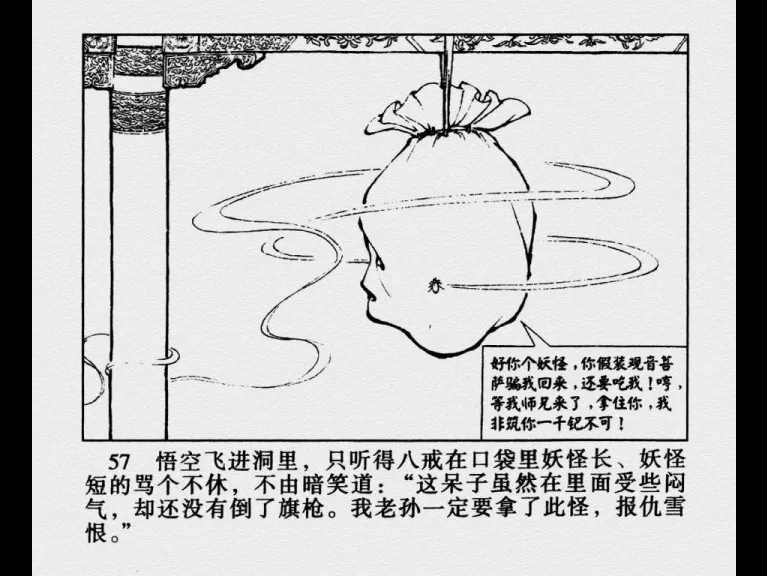 好你个妖怪，你假装观音菩
萨骗我回来，还要吃我！哼，
等我师兄来了，拿住你，我
非筑你一千钯不可！
57 悟空飞进洞里，只听得八戒在口袋里妖怪长、妖怪
短的骂个不休，不由暗笑道：“这呆子虽然在里面受些闷
气，却还没有倒了旗枪。我老孙一定要拿了此怪，报仇雪
恨。”